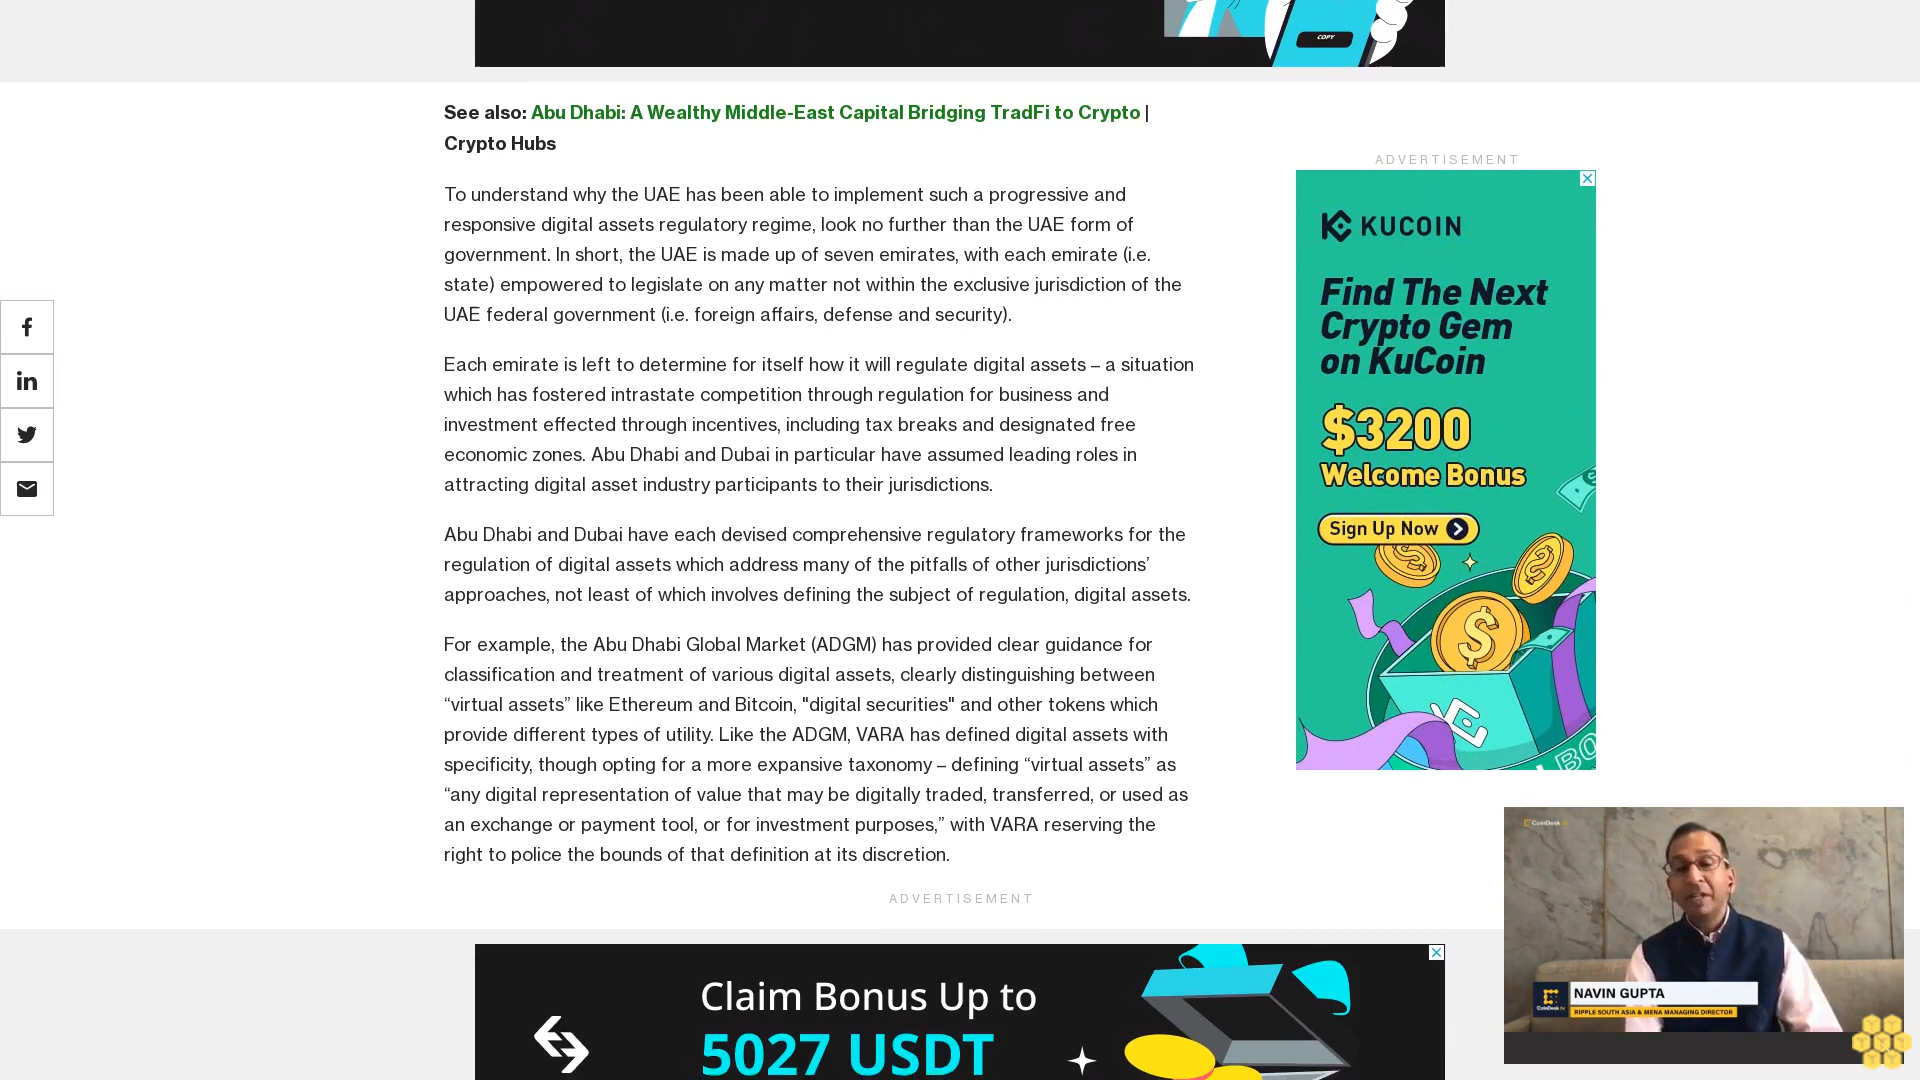 COPY
See also: Abu Dhabi: A Wealthy Middle-East Capital Bridging TradFi to Crypto |
Crypto Hubs
To understand why the UAE has been able to implement such a progressive and
responsive digital assets regulatory regime, look no further than the UAE form of
government. In short, the UAE is made up of seven emirates, with each emirate (i.e.
state) empowered to legislate on any matter not within the exclusive jurisdiction of the
UAE federal government (i.e. foreign affairs, defense and security).
Each emirate is left to determine for itself how it will regulate digital assets – a situation
which has fostered intrastate competition through regulation for business and
investment effected through incentives, including tax breaks and designated free
economic zones. Abu Dhabi and Dubai in particular have assumed leading roles in
attracting digital asset industry participants to their jurisdictions.
Abu Dhabi and Dubai have each devised comprehensive regulatory frameworks for the
regulation of digital assets which address many of the pitfalls of other jurisdictions’
approaches, not least of which involves defining the subject of regulation, digital assets.
For example, the Abu Dhabi Global Market (ADGM) has provided clear guidance for
classification and treatment of various digital assets, clearly distinguishing between
“virtual assets” like Ethereum and Bitcoin, "digital securities" and other tokens which
provide different types of utility. Like the ADGM, VARA has defined digital assets with
specificity, though opting for a more expansive taxonomy – defining “virtual assets” as
“any digital representation of value that may be digitally traded, transferred, or used as
an exchange or payment tool, or for investment purposes,” with VARA reserving the
right to police the bounds of that definition at its discretion.
ADVERTISEMENT
Claim Bonus Up to
5027 USDT
ADVERTISEMENT
KUCOIN
Find The Next
Crypto Gem
on KuCoin
$3200
Welcome Bonus
Sign Up Now
CoinDesk
NAVIN GUPTA
CoinDesk.tv
RIPPLE SOUTH ASIA & MENA MANAGING DIRECTOR